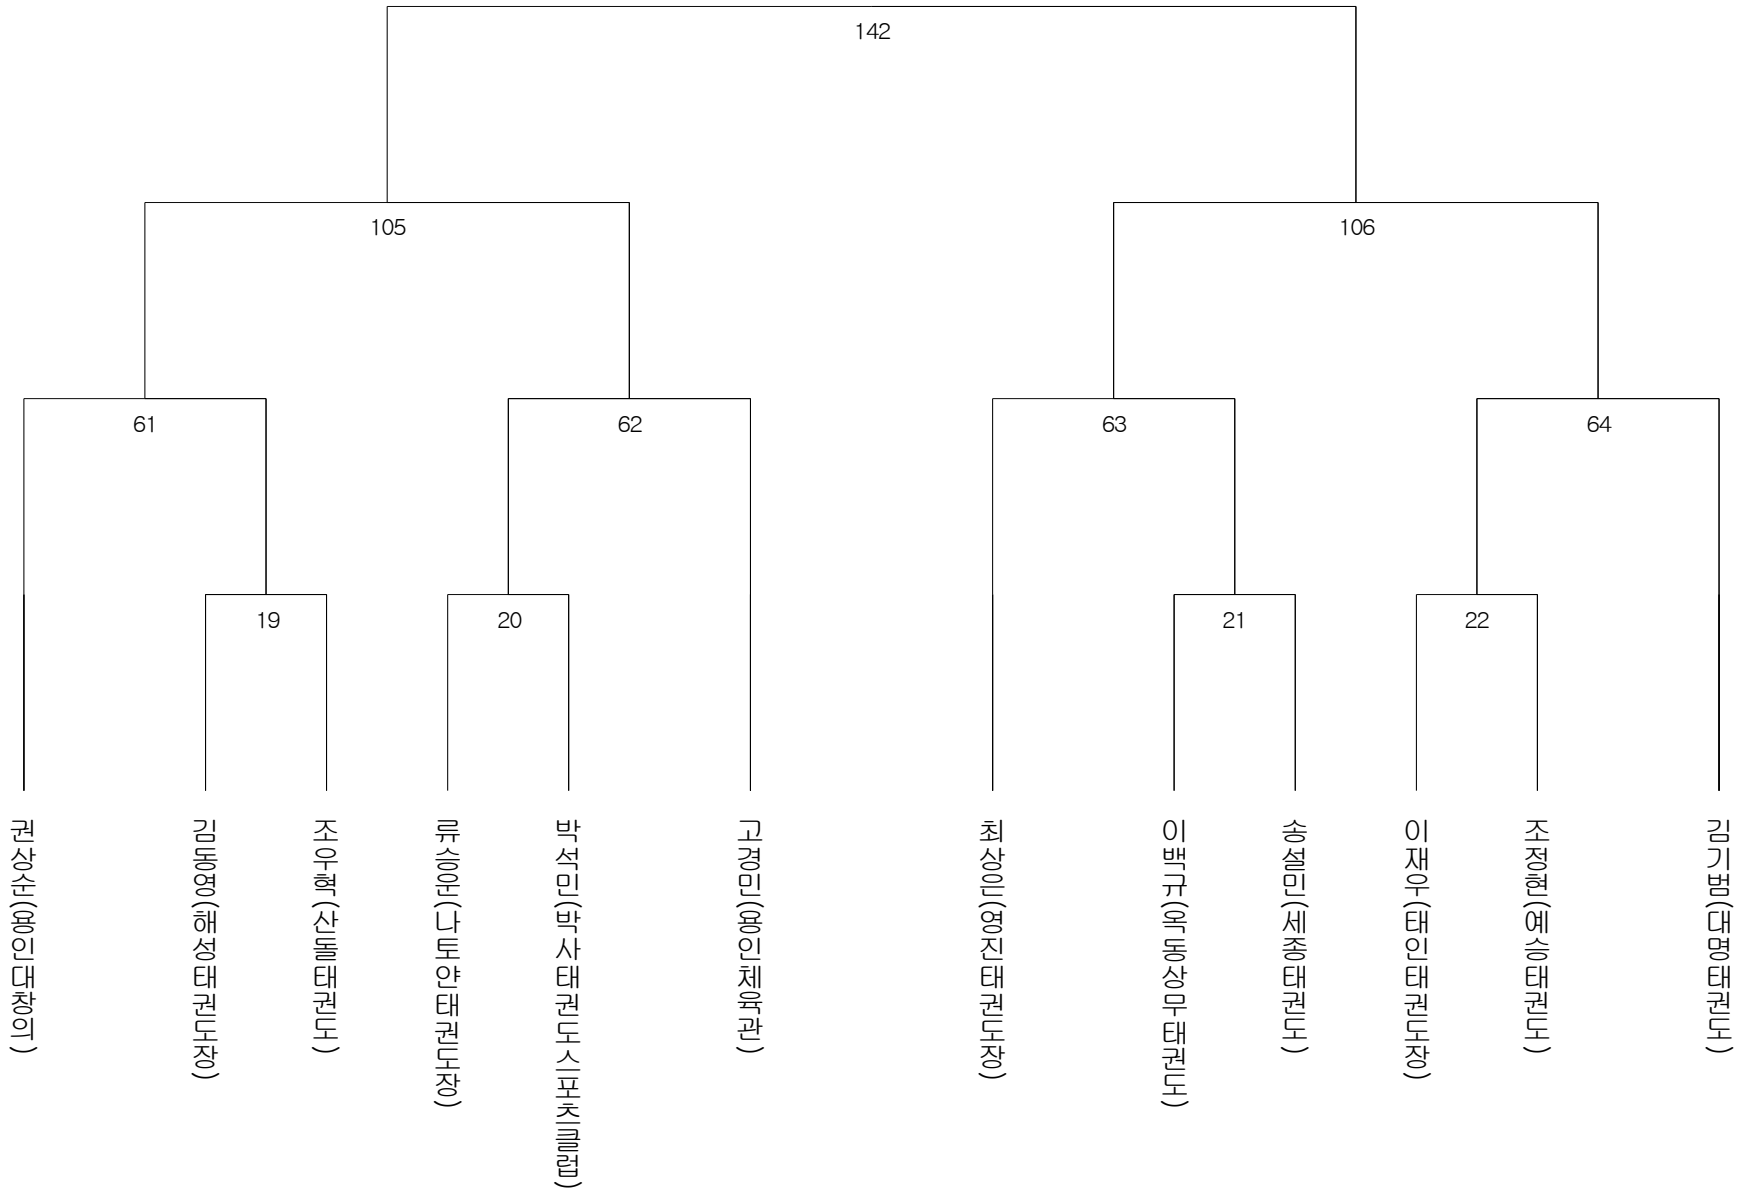 142
105
106
61
62
63
64
19
20
21
22
권상순(용인대창의)
김동영(해성태권도장)
조우혁(산돌태권도)
류승운(나토얀태권도장)
박석민(박사태권도스포츠클럽)
고경민(용인체육관)
최상은(영진태권도장)
이백규(옥동상무태권도)
송설민(세종태권도)
이재우(태인태권도장)
조정현(예승태권도)
김기범(대명태권도)